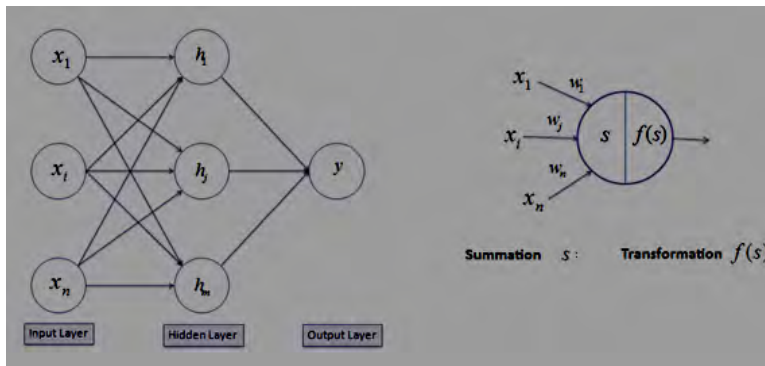 x₁
h₁
xᵢ
hⱼ
y
xₙ
hₘ
Input Layer
Hidden Layer
Output Layer
x₁
w₁
xᵢ
wⱼ
s
f(s)
wₙ
xₙ
Summation s: Transformation f(s)